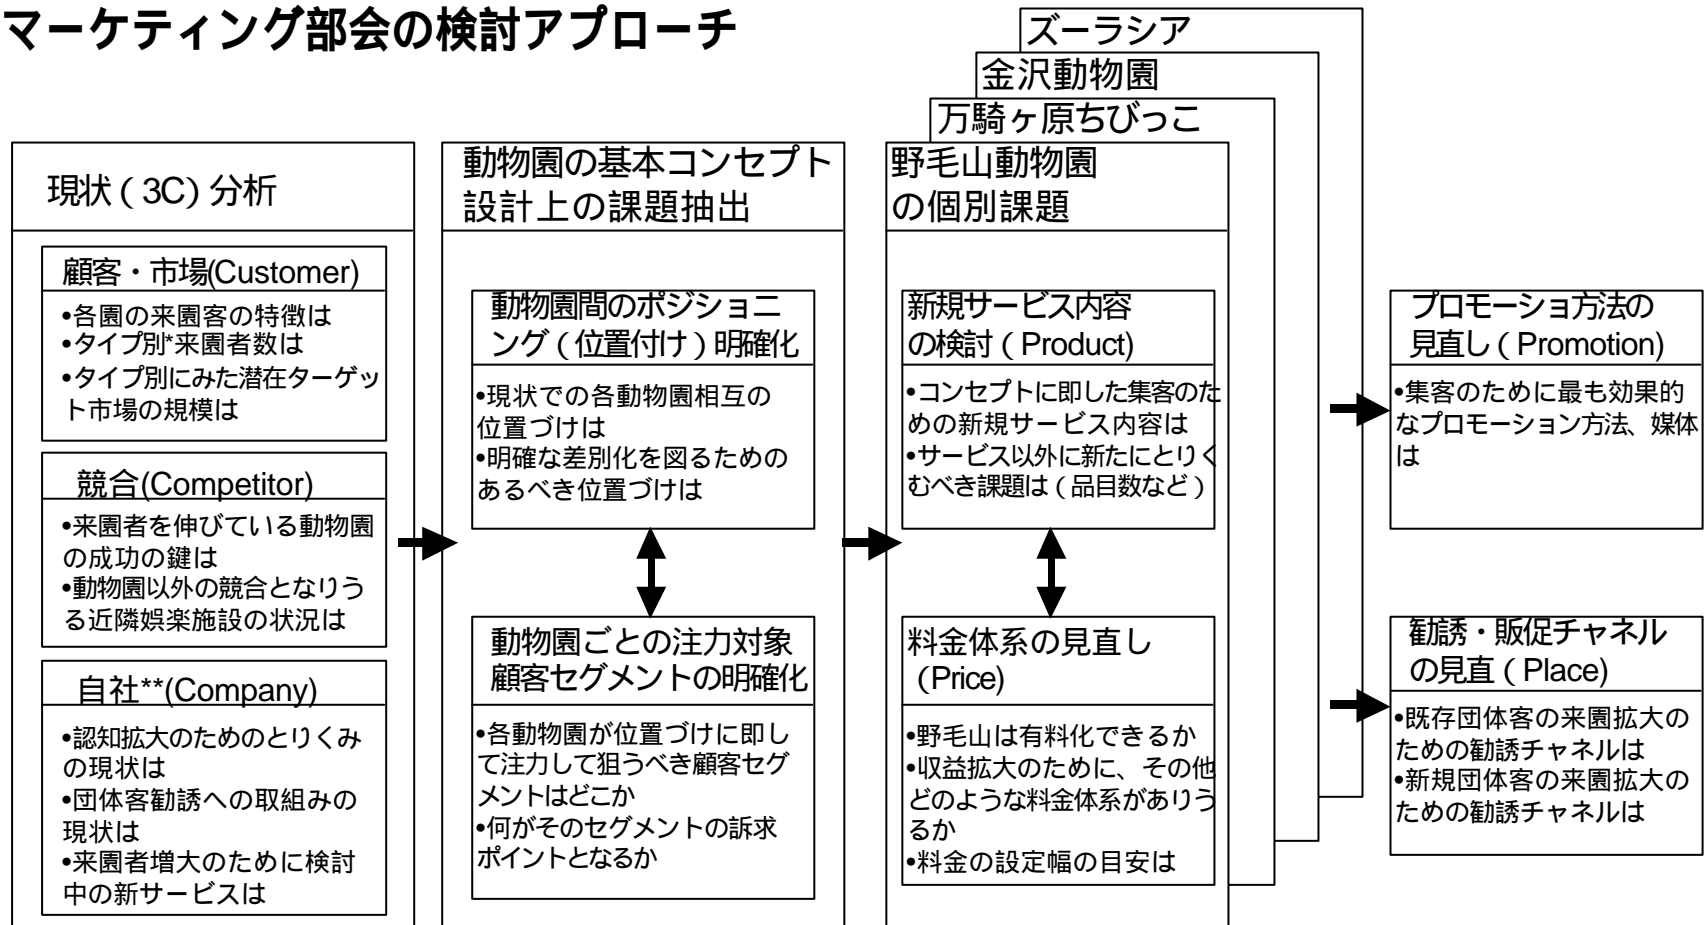 マーケティング部会の検討アプローチ
現状（3C）分析
顧客・市場(Customer)
•各園の来園客の特徴は
•タイプ別*来園者数は
•タイプ別にみた潜在ターゲッ
ト市場の規模は
競合(Competitor)
•来園者を伸びている動物園
の成功の鍵は
•動物園以外の競合となりう
る近隣娯楽施設の状況は
自社**(Company)
•認知拡大のためのとりくみ
の現状は
•団体客勧誘への取組みの
現状は
•来園者増大のために検討
中の新サービスは
動物園の基本コンセプト
設計上の課題抽出
動物園間のポジショニ
ング（位置付け）明確化
•現状での各動物園相互の
位置づけは
•明確な差別化を図るための
あるべき位置づけは
動物園ごとの注力対象
顧客セグメントの明確化
•各動物園が位置づけに即し
て注力して狙うべき顧客セグ
メントはどこか
•何がそのセグメントの訴求
ポイントとなるか
ズーラシア
金沢動物園
万騎ヶ原ちびっこ
野毛山動物園
の個別課題
新規サービス内容
の検討（Product)
•コンセプトに即した集客のた
めの新規サービス内容は
•サービス以外に新たにとりく
むべき課題は（品目数など）
料金体系の見直し
（Price)
•野毛山は有料化できるか
•収益拡大のために、その他
どのような料金体系がありう
るか
•料金の設定幅の目安は
プロモーショ方法の
見直し（Promotion)
•集客のために最も効果的
なプロモーション方法、媒体
は
勧誘・販促チャネル
の見直（Place)
•既存団体客の来園拡大の
ための勧誘チャネルは
•新規団体客の来園拡大の
ための勧誘チャネルは